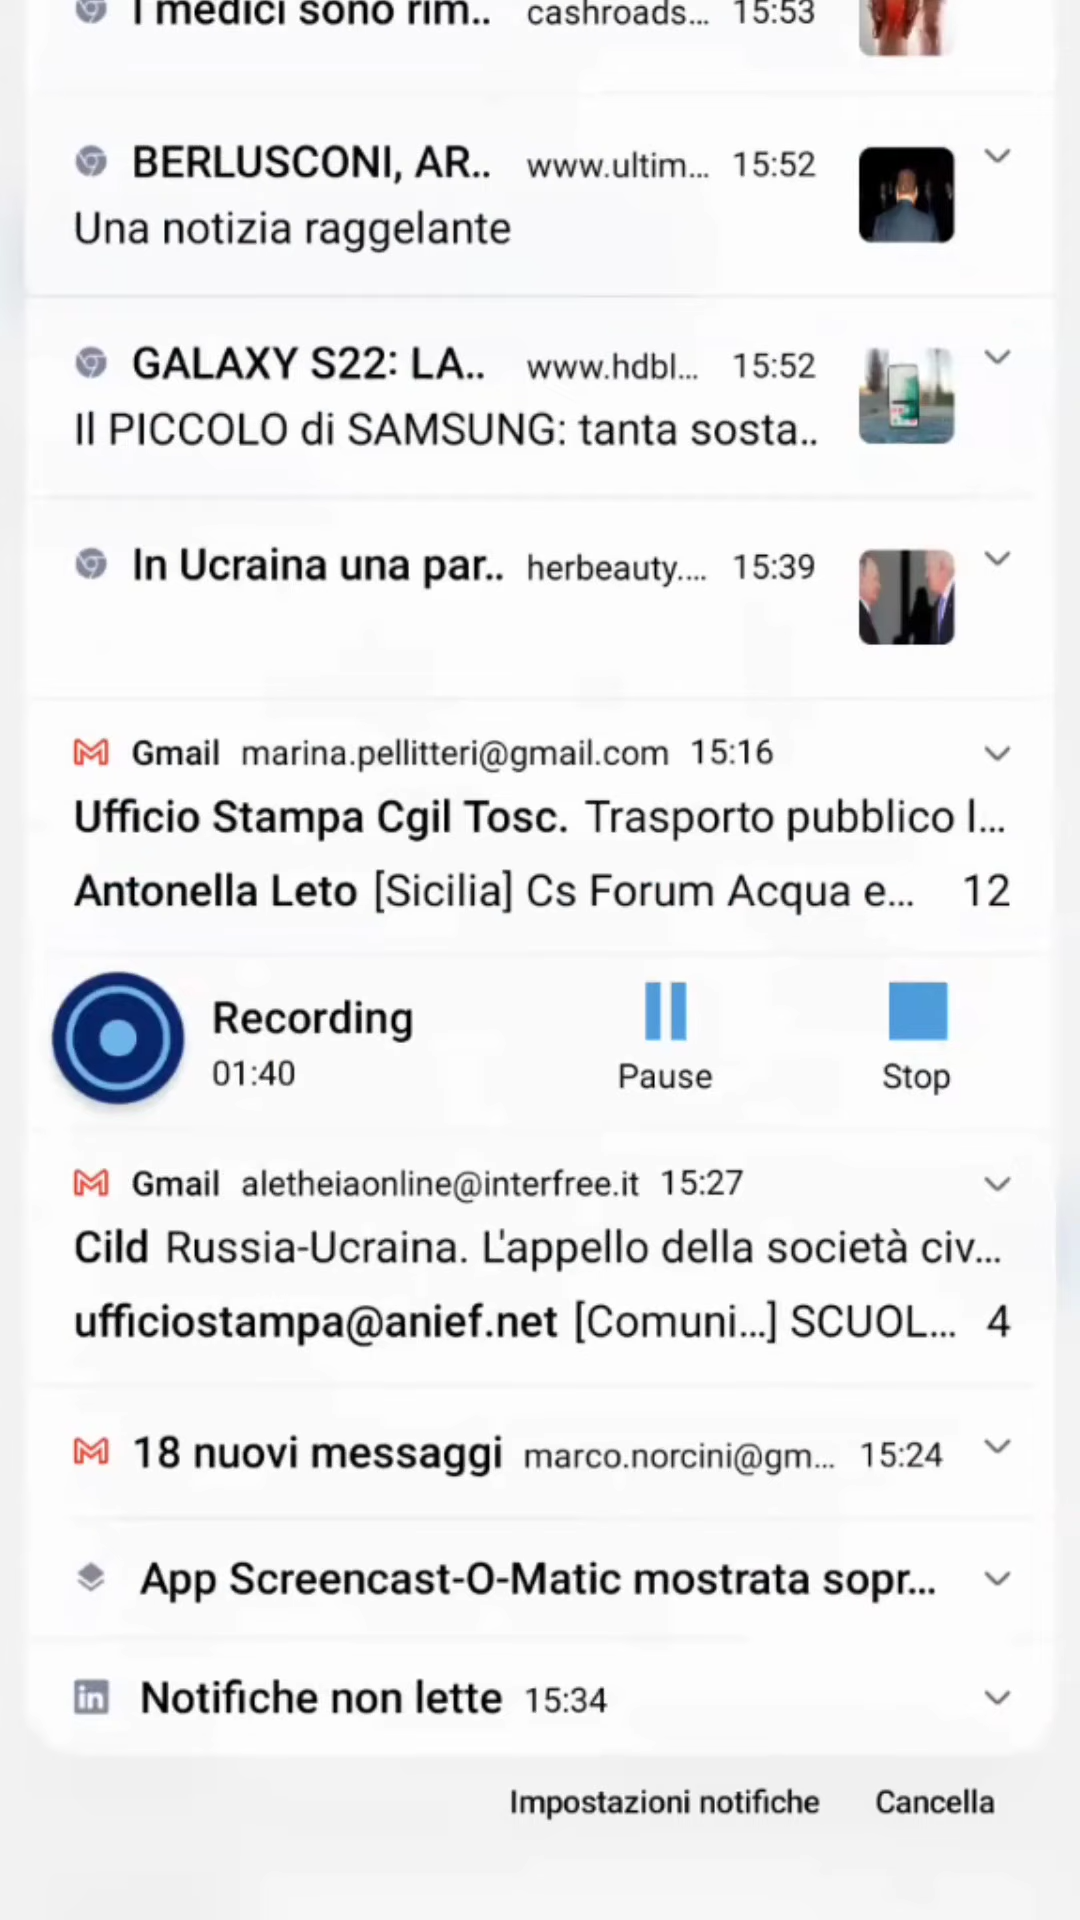 I medici sono rim.. cashroads... 15:53
BERLUSCONI, AR.. www.ultim... 15:52
Una notizia raggelante
GALAXY S22: LA.. www.hdbl... 15:52
Il PICCOLO di SAMSUNG: tanta sosta..
In Ucraina una par.. herbeauty.... 15:39
Gmail marina.pellitteri@gmail.com 15:16
Ufficio Stampa Cgil Tosc. Trasporto pubblico l...
Antonella Leto [Sicilia] Cs Forum Acqua e... 12
Recording
01:40
Pause
Stop
Gmail aletheiaonline@interfree.it 15:27
Cild Russia-Ucraina. L'appello della società civ...
ufficiostampa@anief.net [Comuni...] SCUOL... 4
18 nuovi messaggi marco.norcini@gm... 15:24
App Screencast-O-Matic mostrata sopr...
in Notifiche non lette 15:34
Impostazioni notifiche Cancella